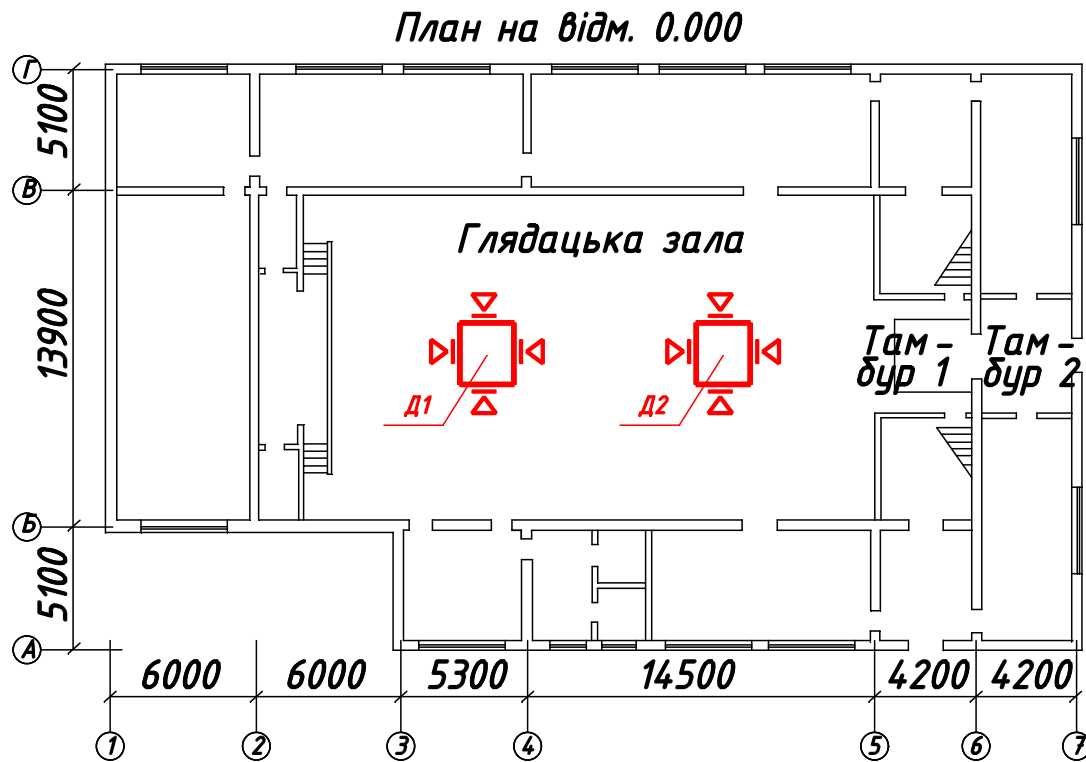 План на відм. 0.000
Г
5100
В
Глядацька зала
13900
Там-
бур 1
Там-
бур 2
Д1
Д2
Б
5100
А
6000
6000
5300
14500
4200
4200
1
2
3
4
5
6
7